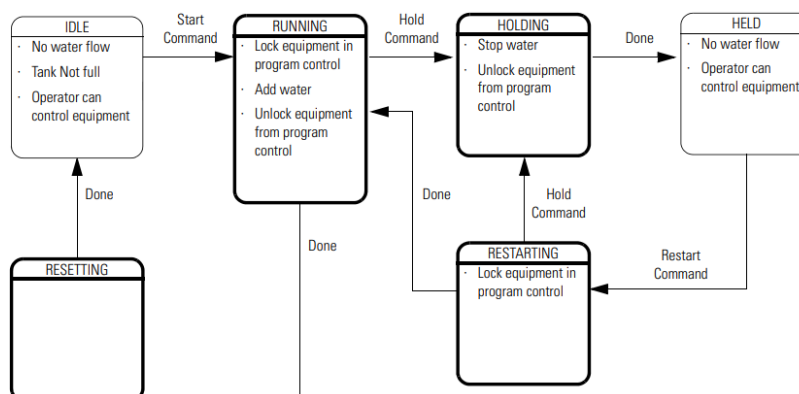 IDLE
· No water flow
· Tank Not full
· Operator can
control equipment
Start
Command
RUNNING
· Lock equipment in
program control
· Add water
· Unlock equipment
from program
control
Hold
Command
HOLDING
· Stop water
· Unlock equipment
from program
control
Done
HELD
· No water flow
· Operator can
control equipment
Done
Done
Done
Hold
Command
Restart
Command
RESETTING
RESTARTING
· Lock equipment in
program control